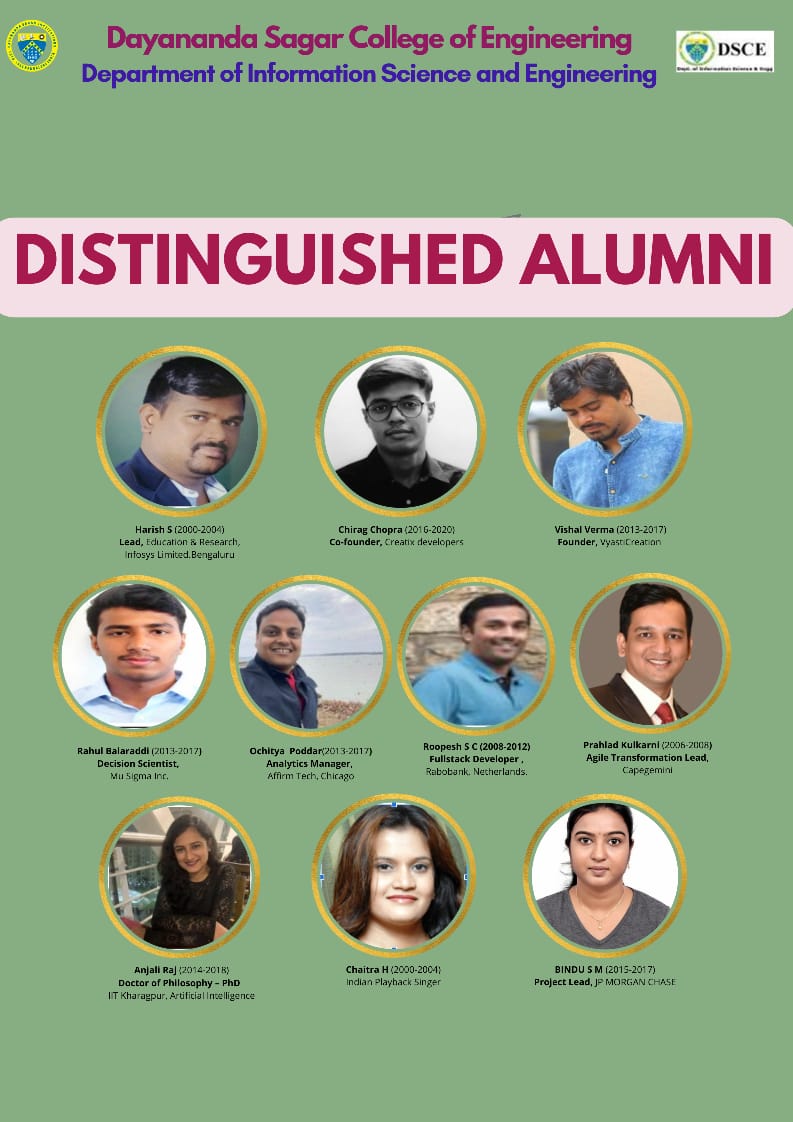 Dayananda Sagar College of Engineering
Department of Information Science and Engineering
DSCE
Dept. of Information Science & Engg
DISTINGUISHED ALUMNI
Harish S (2000-2004)
Lead, Education & Research,
Infosys Limited.Bengaluru
Chirag Chopra (2016-2020)
Co-founder, Creatix developers
Vishal Verma (2013-2017)
Founder, VyastiCreation
Rahul Balaraddi (2013-2017)
Decision Scientist,
Mu Sigma Inc.
Ochitya Poddar(2013-2017)
Analytics Manager,
Affirm Tech, Chicago
Roopesh S C (2008-2012)
Fullstack Developer ,
Rabobank, Netherlands.
Prahlad Kulkarni (2006-2008)
Agile Transformation Lead,
Capegemini
Anjali Raj (2014-2018)
Doctor of Philosophy – PhD
IIT Kharagpur, Artificial Intelligence
Chaitra H (2000-2004)
Indian Playback Singer
BINDU S M (2015-2017)
Project Lead, JP MORGAN CHASE